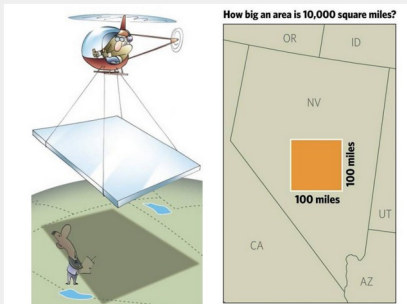 How big an area is 10,000 square miles?
OR
ID
NV
100 miles
100 miles
UT
CA
AZ